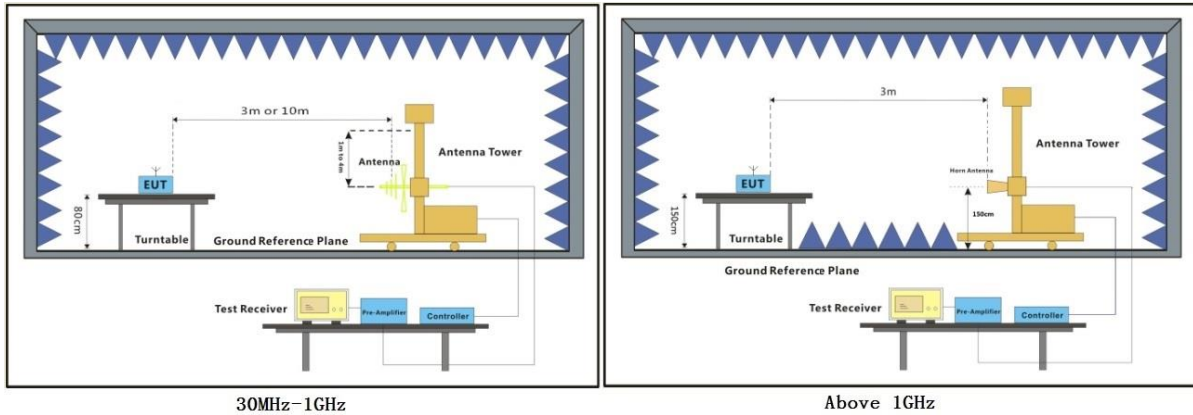 3m or 10m
1m to 4m
Antenna
Antenna Tower
EUT
80cm
Turntable
Ground Reference Plane
Test Receiver
Pre-Amplifier
Controller
30MHz-1GHz
3m
Antenna Tower
Horn Antenna
EUT
150cm
150cm
Turntable
Ground Reference Plane
Test Receiver
Pre-Amplifier
Controller
Above 1GHz